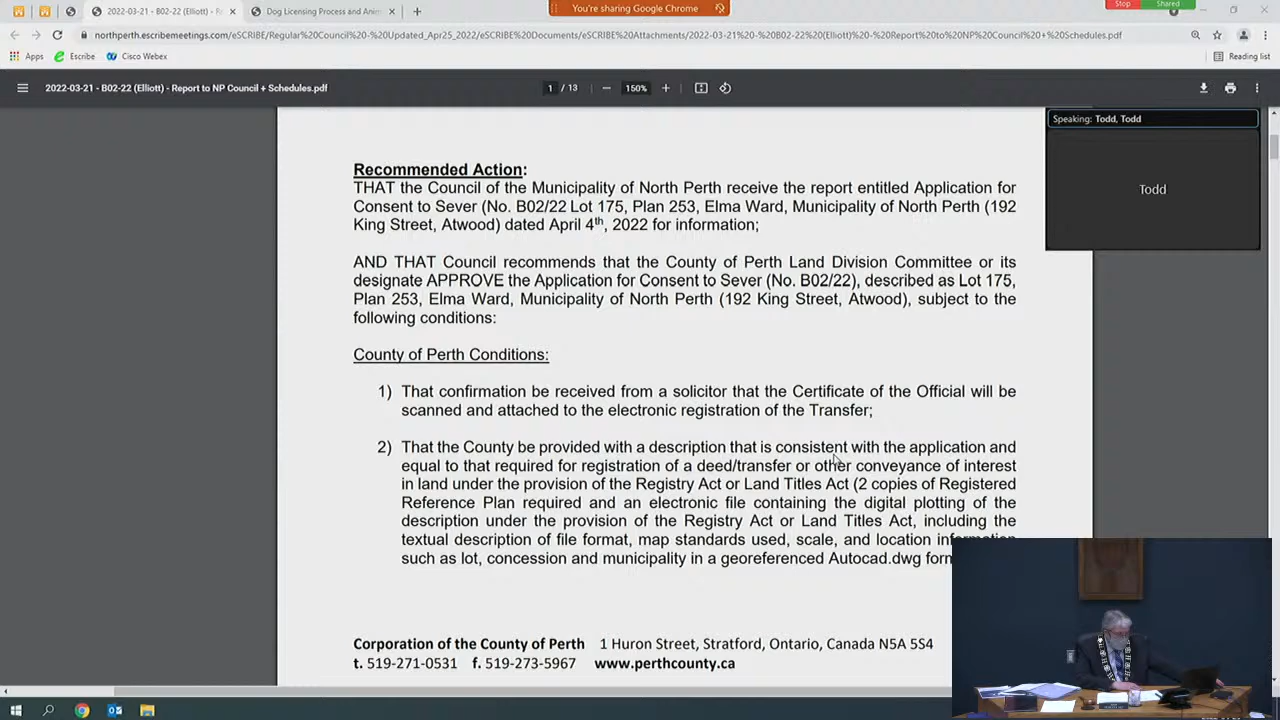 2022-03-21 - B02-22 (Elliott) - R
Dog Licensing Process and Anim
You're sharing Google Chrome
Stop
Shared
northperth.escribemeetings.com/eSCRIBE/Regular%20Council%20-%20Updated_Apr25_2022/eSCRIBE%20Documents/eSCRIBE%20Attachments/2022-03-21%20-%20B02-22%20(Elliott)%20-%20Report%20to%20NP%20Council%20+%20Schedules.pdf
Apps
Escribe
Cisco Webex
Reading list
2022-03-21 - B02-22 (Elliott) - Report to NP Council + Schedules.pdf
1 / 13
150%
Speaking: Todd, Todd
Todd
Recommended Action:
THAT the Council of the Municipality of North Perth receive the report entitled Application for
Consent to Sever (No. B02/22 Lot 175, Plan 253, Elma Ward, Municipality of North Perth (192
King Street, Atwood) dated April 4th, 2022 for information;
AND THAT Council recommends that the County of Perth Land Division Committee or its
designate APPROVE the Application for Consent to Sever (No. B02/22), described as Lot 175,
Plan 253, Elma Ward, Municipality of North Perth (192 King Street, Atwood), subject to the
following conditions:
County of Perth Conditions:
1) That confirmation be received from a solicitor that the Certificate of the Official will be
scanned and attached to the electronic registration of the Transfer;
2) That the County be provided with a description that is consistent with the application and
equal to that required for registration of a deed/transfer or other conveyance of interest
in land under the provision of the Registry Act or Land Titles Act (2 copies of Registered
Reference Plan required and an electronic file containing the digital plotting of the
description under the provision of the Registry Act or Land Titles Act, including the
textual description of file format, map standards used, scale, and location information
such as lot, concession and municipality in a georeferenced Autocad.dwg form
Corporation of the County of Perth 1 Huron Street, Stratford, Ontario, Canada N5A 5S4
t. 519-271-0531 f. 519-273-5967 www.perthcounty.ca